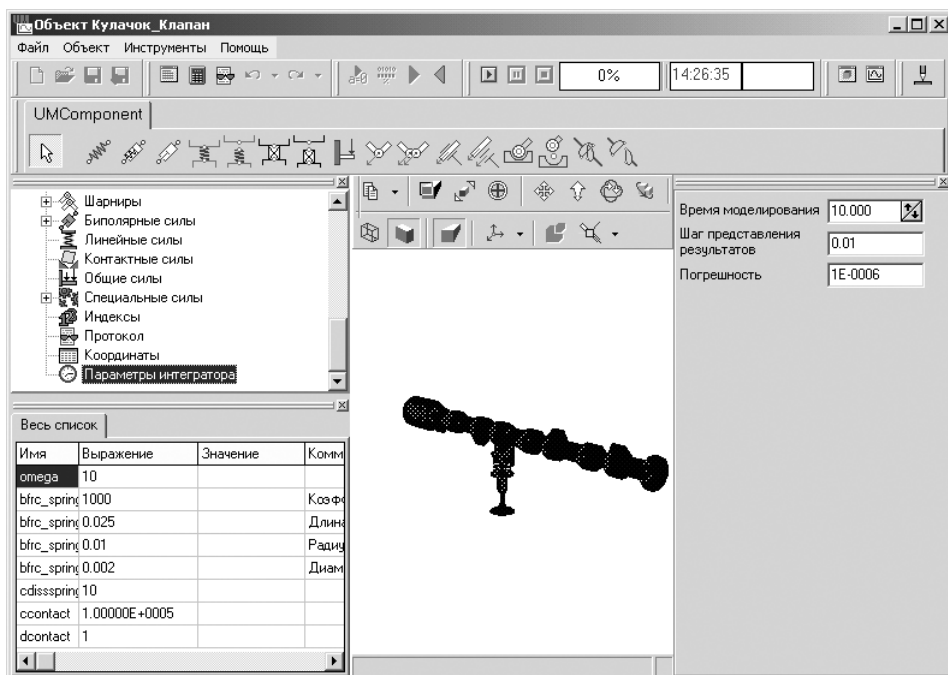 Объект Кулачок_Клапан
Файл Объект Инструменты Помощь
0%
14:26:35
UMComponent
Шарниры
Биполярные силы
Линейные силы
Контактные силы
Общие силы
Специальные силы
Индексы
Протокол
Координаты
Параметры интегратора
Время моделирования 10.000
Шаг представления
результатов 0.01
Погрешность 1E-0006
Весь список
Имя Выражение Значение Комм
omega 10
bfrc_spring 1000 Коэфф
bfrc_spring 0.025 Длина
bfrc_spring 0.01 Радиу
bfrc_spring 0.002 Диам
cdissspring 10
ccontact 1.00000E+0005
dcontact 1